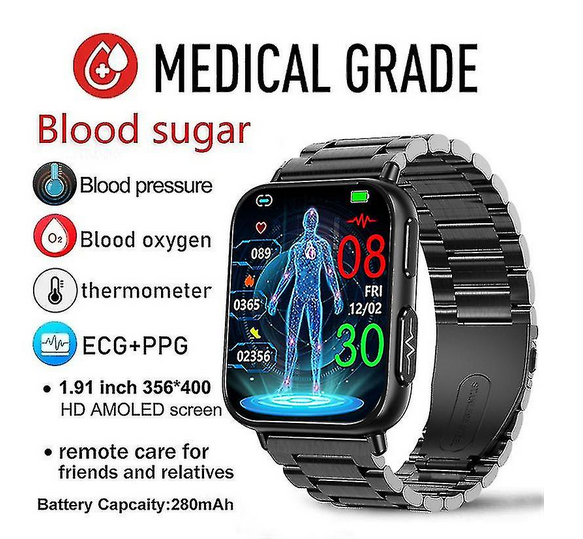 MEDICAL GRADE
Blood sugar
Blood pressure
O₂
Blood oxygen
thermometer
ECG+PPG
• 1.91 inch 356*400
HD AMOLED screen
• remote care for
friends and relatives
Battery Capcaity:280mAh
089
0365
02356
08
FRI
12/02
30